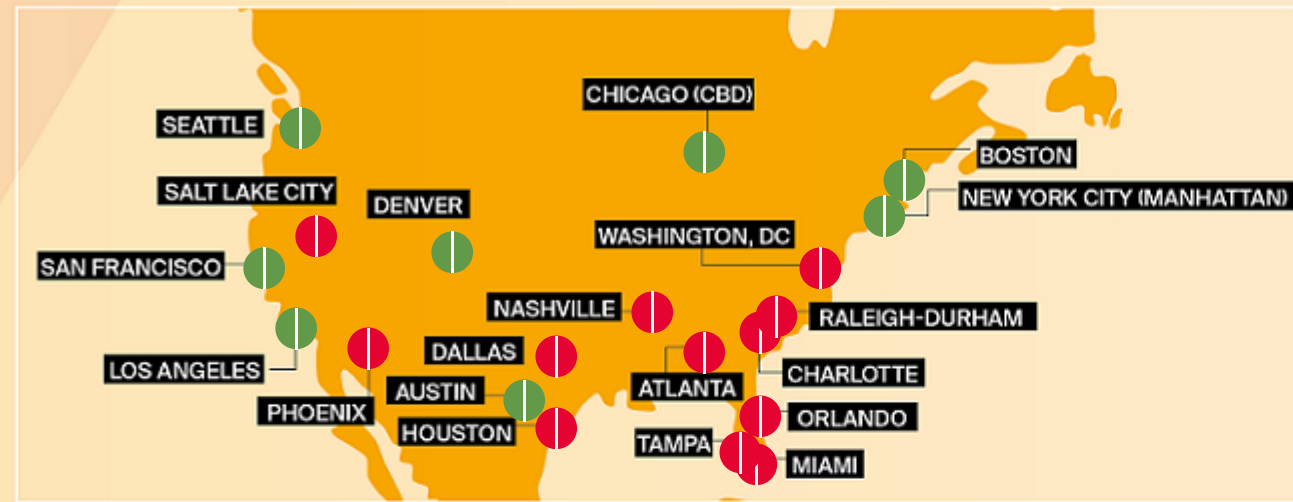 CHICAGO (CBD)
SEATTLE
BOSTON
SALT LAKE CITY
DENVER
NEW YORK CITY (MANHATTAN)
WASHINGTON, DC
SAN FRANCISCO
NASHVILLE
RALEIGH-DURHAM
DALLAS
LOS ANGELES
CHARLOTTE
AUSTIN
ATLANTA
PHOENIX
ORLANDO
HOUSTON
TAMPA
MIAMI